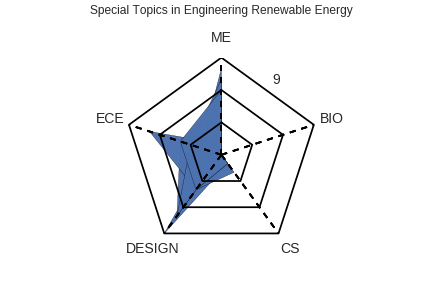 Special Topics in Engineering Renewable Energy
ME
9
ECE
BIO
DESIGN
CS